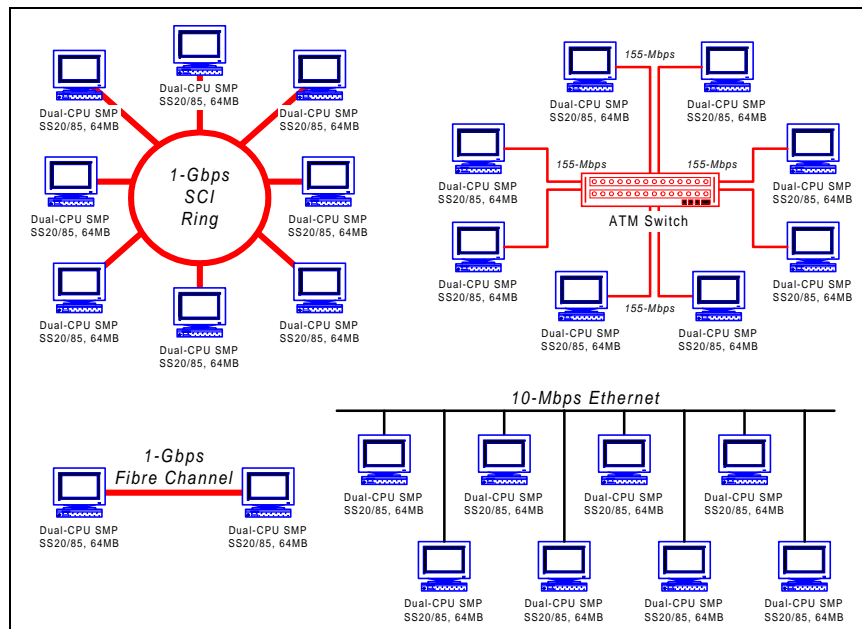 Dual-CPU SMP
SS20/85, 64MB
Dual-CPU SMP
SS20/85, 64MB
Dual-CPU SMP
SS20/85, 64MB
Dual-CPU SMP
SS20/85, 64MB
1-Gbps
SCI
Ring
Dual-CPU SMP
SS20/85, 64MB
Dual-CPU SMP
SS20/85, 64MB
Dual-CPU SMP
SS20/85, 64MB
Dual-CPU SMP
SS20/85, 64MB
155-Mbps
Dual-CPU SMP
SS20/85, 64MB
Dual-CPU SMP
SS20/85, 64MB
155-Mbps
155-Mbps
Dual-CPU SMP
SS20/85, 64MB
Dual-CPU SMP
SS20/85, 64MB
ATM Switch
Dual-CPU SMP
SS20/85, 64MB
Dual-CPU SMP
SS20/85, 64MB
155-Mbps
Dual-CPU SMP
SS20/85, 64MB
Dual-CPU SMP
SS20/85, 64MB
1-Gbps
Fibre Channel
Dual-CPU SMP
SS20/85, 64MB
Dual-CPU SMP
SS20/85, 64MB
10-Mbps Ethernet
Dual-CPU SMP
SS20/85, 64MB
Dual-CPU SMP
SS20/85, 64MB
Dual-CPU SMP
SS20/85, 64MB
Dual-CPU SMP
SS20/85, 64MB
Dual-CPU SMP
SS20/85, 64MB
Dual-CPU SMP
SS20/85, 64MB
Dual-CPU SMP
SS20/85, 64MB
Dual-CPU SMP
SS20/85, 64MB